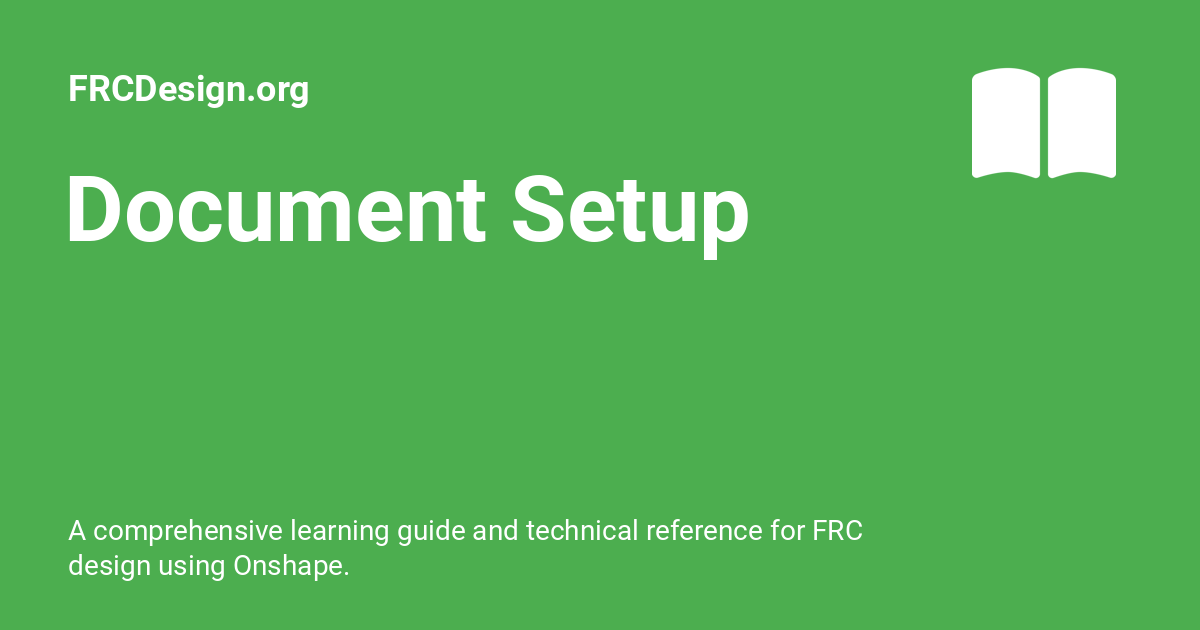 FRCDesign.org
Document Setup
A comprehensive learning guide and technical reference for FRC
design using Onshape.